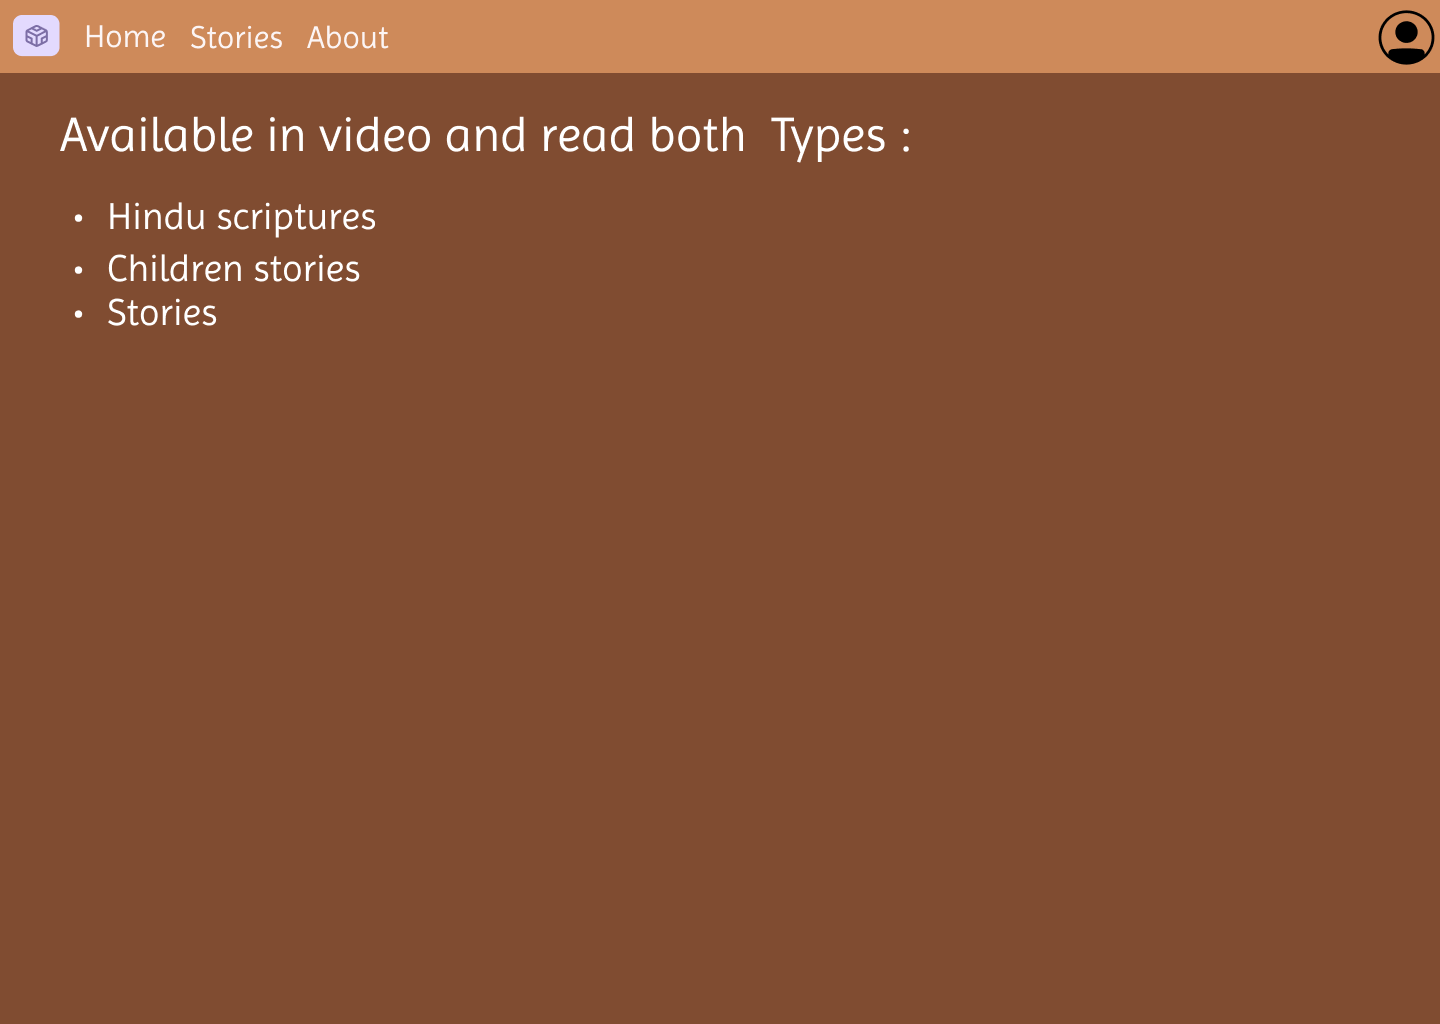 Home Stories About
Available in video and read both  Types :
• Hindu scriptures
• Children stories
• Stories